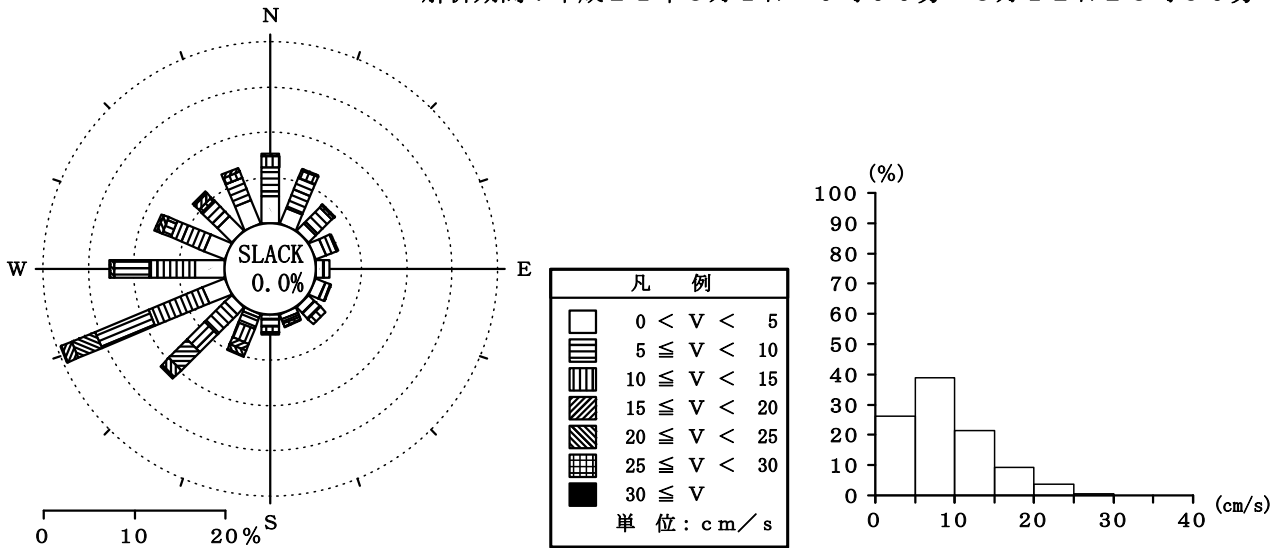 N
W
E
S
SLACK
0.0%
0 10 20%
凡 例
0 < V < 5
5 ≦ V < 10
10 ≦ V < 15
15 ≦ V < 20
20 ≦ V < 25
25 ≦ V < 30
30 ≦ V
単 位：cm／s
(%)
100
90
80
70
60
50
40
30
20
10
0
0 10 20 30 40 (cm/s)